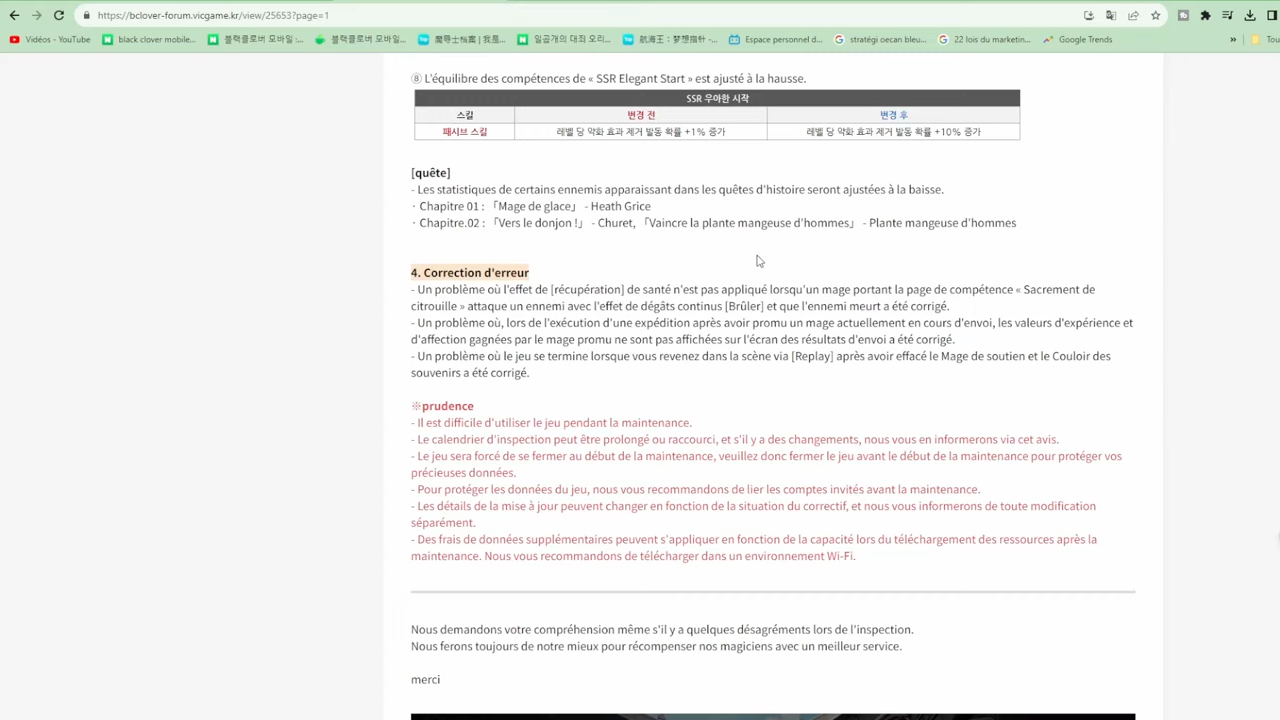 https://bclover-forum.vicgame.kr/view/25653?page=1
Vidéos - YouTube
black clover mobile...
블랙클로버 모바일 :...
블랙클로버 모바일...
魔导士档案 | 我是...
일곱개의 대죄 오리...
航海王：梦想指针 -...
Espace personnel d...
stratégi oecan bleu...
22 lois du marketin...
Google Trends
»
Tou
⑧ L'équilibre des compétences de « SSR Elegant Start » est ajusté à la hausse.
SSR 우아한 시작
스킬 변경 전 변경 후
패시브 스킬 레벨 당 약화 효과 제거 발동 확률 +1% 증가 레벨 당 약화 효과 제거 발동 확률 +10% 증가
[quête]
- Les statistiques de certains ennemis apparaissant dans les quêtes d'histoire seront ajustées à la baisse.
· Chapitre 01 : 「Mage de glace」 - Heath Grice
· Chapitre.02 : 「Vers le donjon !」 - Churet, 「Vaincre la plante mangeuse d'hommes」 - Plante mangeuse d'hommes
4. Correction d'erreur
- Un problème où l'effet de [récupération] de santé n'est pas appliqué lorsqu'un mage portant la page de compétence « Sacrement de
citrouille » attaque un ennemi avec l'effet de dégâts continus [Brûler] et que l'ennemi meurt a été corrigé.
- Un problème où, lors de l'exécution d'une expédition après avoir promu un mage actuellement en cours d'envoi, les valeurs d'expérience et
d'affection gagnées par le mage promu ne sont pas affichées sur l'écran des résultats d'envoi a été corrigé.
- Un problème où le jeu se termine lorsque vous revenez dans la scène via [Replay] après avoir effacé le Mage de soutien et le Couloir des
souvenirs a été corrigé.
※prudence
- Il est difficile d'utiliser le jeu pendant la maintenance.
- Le calendrier d'inspection peut être prolongé ou raccourci, et s'il y a des changements, nous vous en informerons via cet avis.
- Le jeu sera forcé de se fermer au début de la maintenance, veuillez donc fermer le jeu avant le début de la maintenance pour protéger vos
précieuses données.
- Pour protéger les données du jeu, nous vous recommandons de lier les comptes invités avant la maintenance.
- Les détails de la mise à jour peuvent changer en fonction de la situation du correctif, et nous vous informerons de toute modification
séparément.
- Des frais de données supplémentaires peuvent s'appliquer en fonction de la capacité lors du téléchargement des ressources après la
maintenance. Nous vous recommandons de télécharger dans un environnement Wi-Fi.
Nous demandons votre compréhension même s'il y a quelques désagréments lors de l'inspection.
Nous ferons toujours de notre mieux pour récompenser nos magiciens avec un meilleur service.
merci